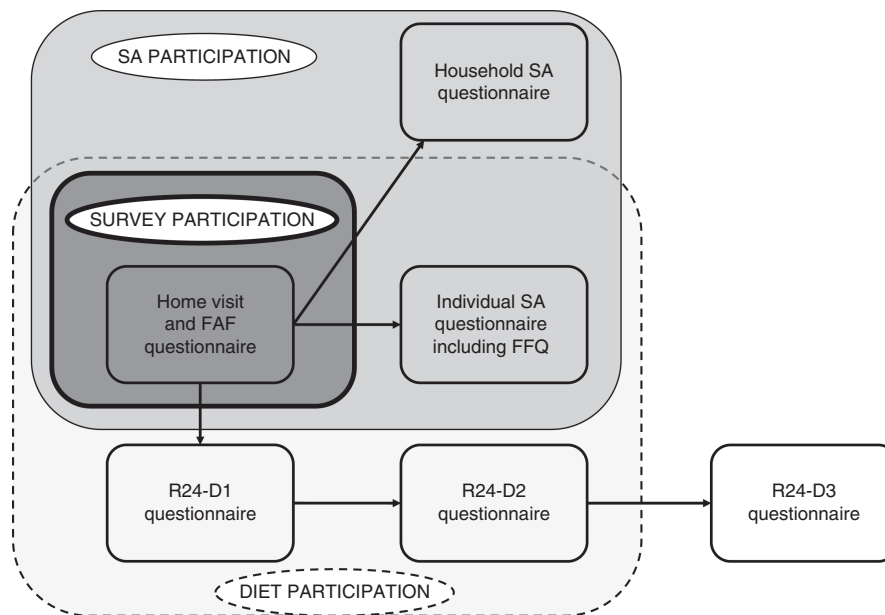 SA PARTICIPATION
Household SA
questionnaire
SURVEY PARTICIPATION
Home visit
and FAF
questionnaire
Individual SA
questionnaire
including FFQ
R24-D1
questionnaire
R24-D2
questionnaire
R24-D3
questionnaire
DIET PARTICIPATION